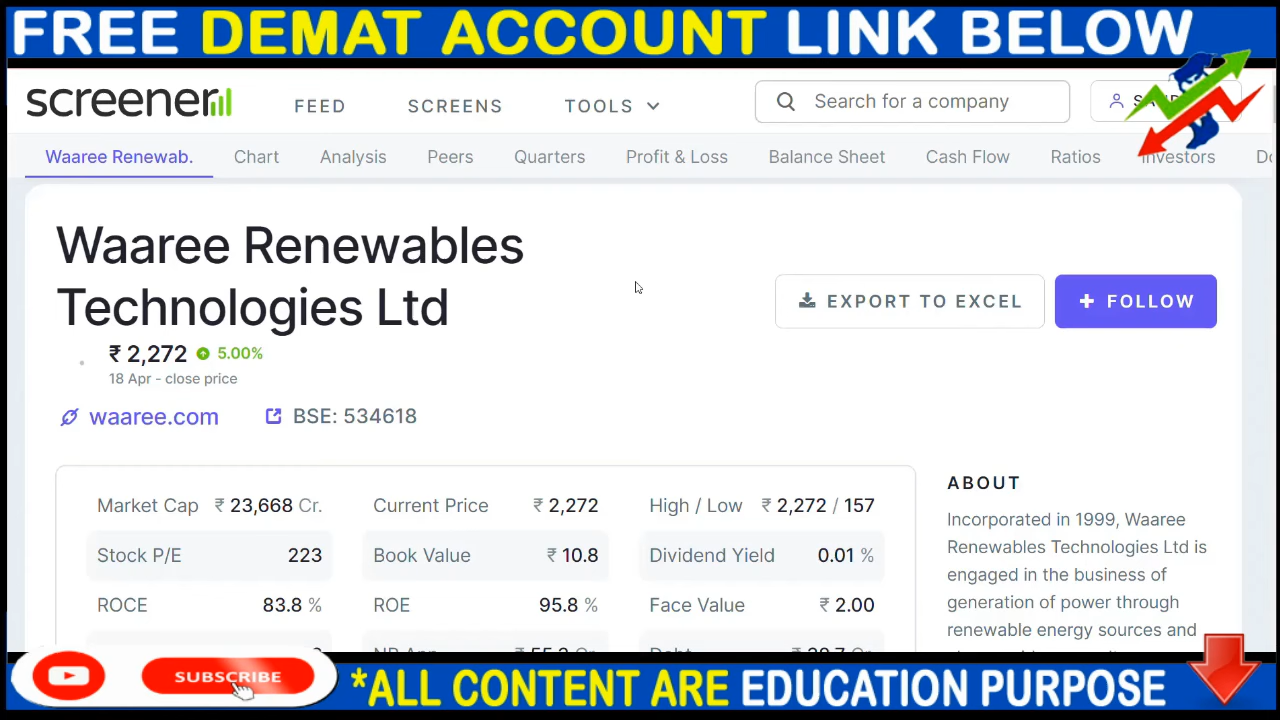 FREE DEMAT ACCOUNT LINK BELOW
screener
FEED SCREENS TOOLS
Search for a company
Waaree Renewab. Chart Analysis Peers Quarters Profit & Loss Balance Sheet Cash Flow Ratios Investors
Waaree Renewables
Technologies Ltd
EXPORT TO EXCEL
+ FOLLOW
₹ 2,272 5.00%
18 Apr - close price
waaree.com BSE: 534618
Market Cap ₹ 23,668 Cr. Current Price ₹ 2,272 High / Low ₹ 2,272 / 157
Stock P/E 223 Book Value ₹ 10.8 Dividend Yield 0.01 %
ROCE 83.8 % ROE 95.8 % Face Value ₹ 2.00
ABOUT
Incorporated in 1999, Waaree
Renewables Technologies Ltd is
engaged in the business of
generation of power through
renewable energy sources and
SUBSCRIBE
*ALL CONTENT ARE EDUCATION PURPOSE